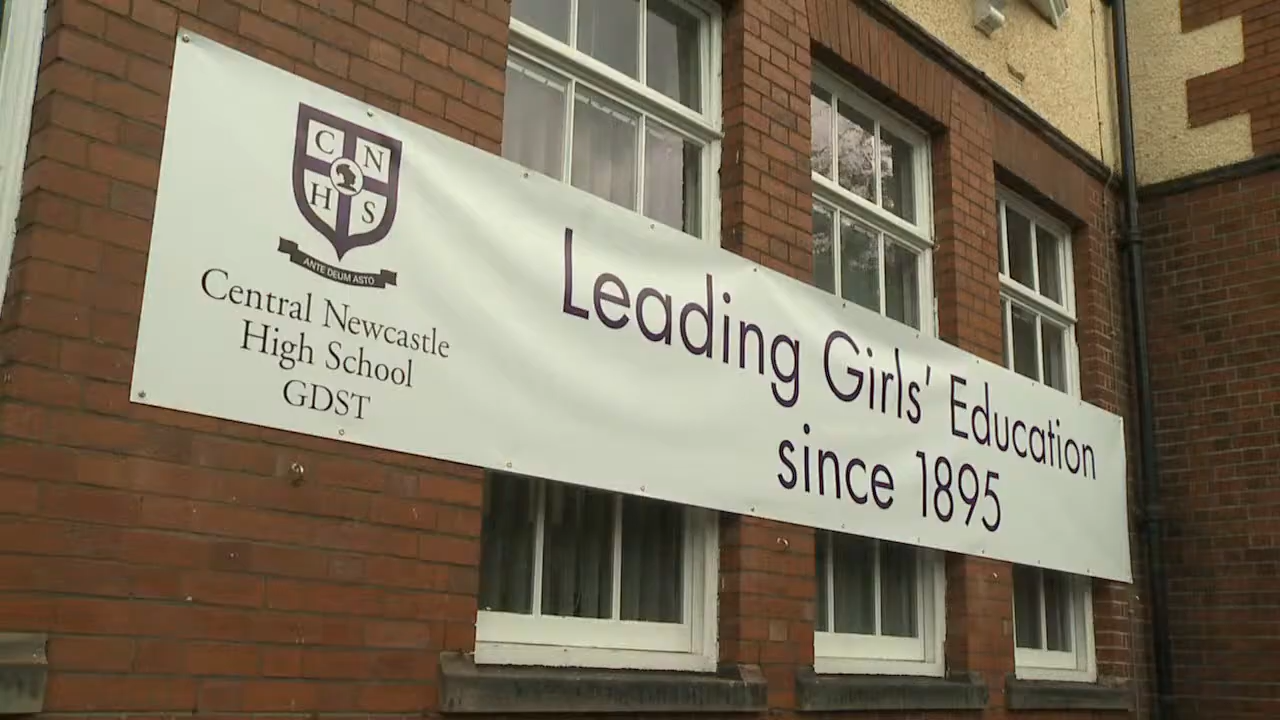 C N
H S
ANTE DEUM ASTO
Central Newcastle
High School
GDST
Leading Girls' Education
since 1895